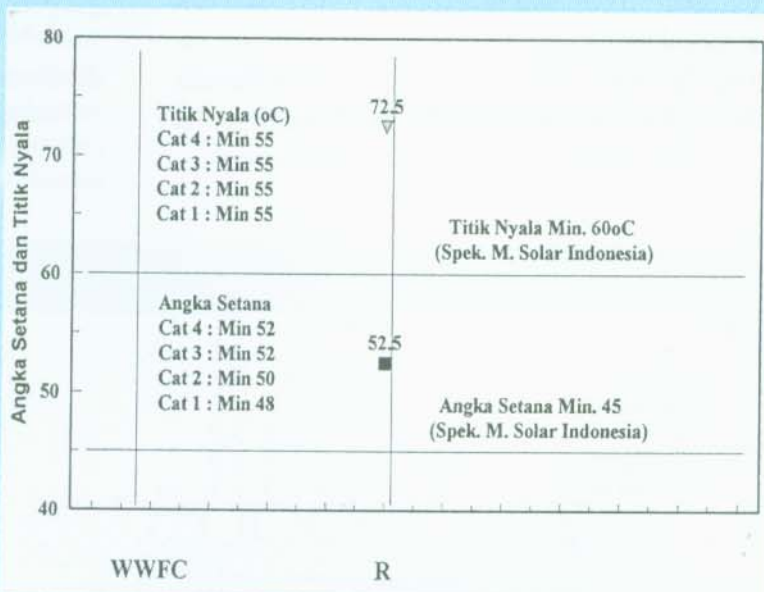 Angka Setana dan Titik Nyala
80
70
60
50
40
Titik Nyala (oC)
Cat 4 : Min 55
Cat 3 : Min 55
Cat 2 : Min 55
Cat 1 : Min 55
72.5
Titik Nyala Min. 60oC
(Spek. M. Solar Indonesia)
Angka Setana
Cat 4 : Min 52
Cat 3 : Min 52
Cat 2 : Min 50
Cat 1 : Min 48
52.5
Angka Setana Min. 45
(Spek. M. Solar Indonesia)
WWFC
R